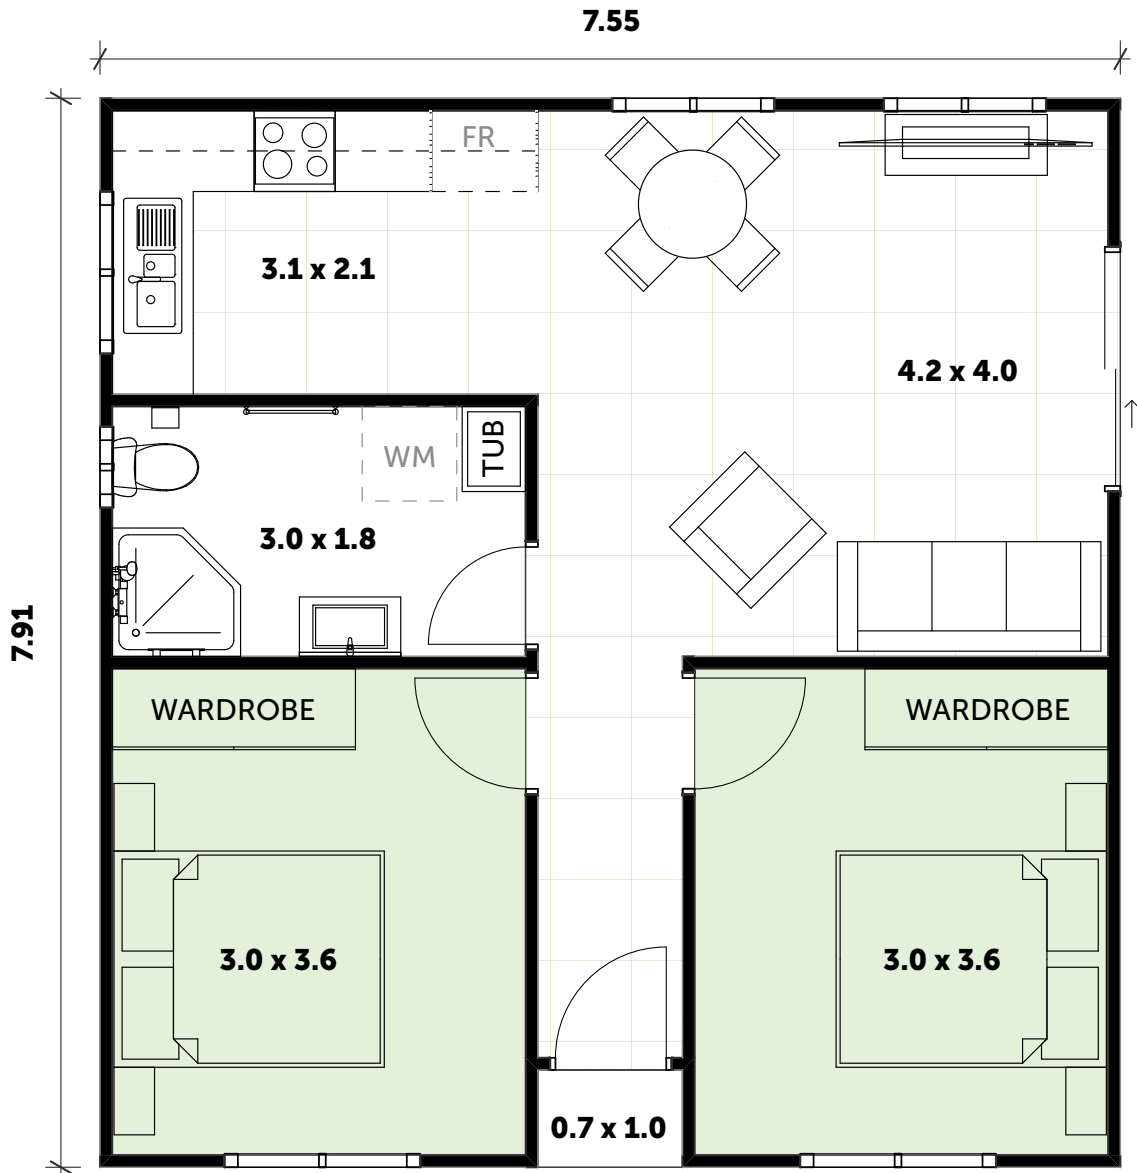 7.55
FR
3.1 x 2.1
4.2 x 4.0
WM
TUB
3.0 x 1.8
7.91
WARDROBE
WARDROBE
3.0 x 3.6
3.0 x 3.6
0.7 x 1.0